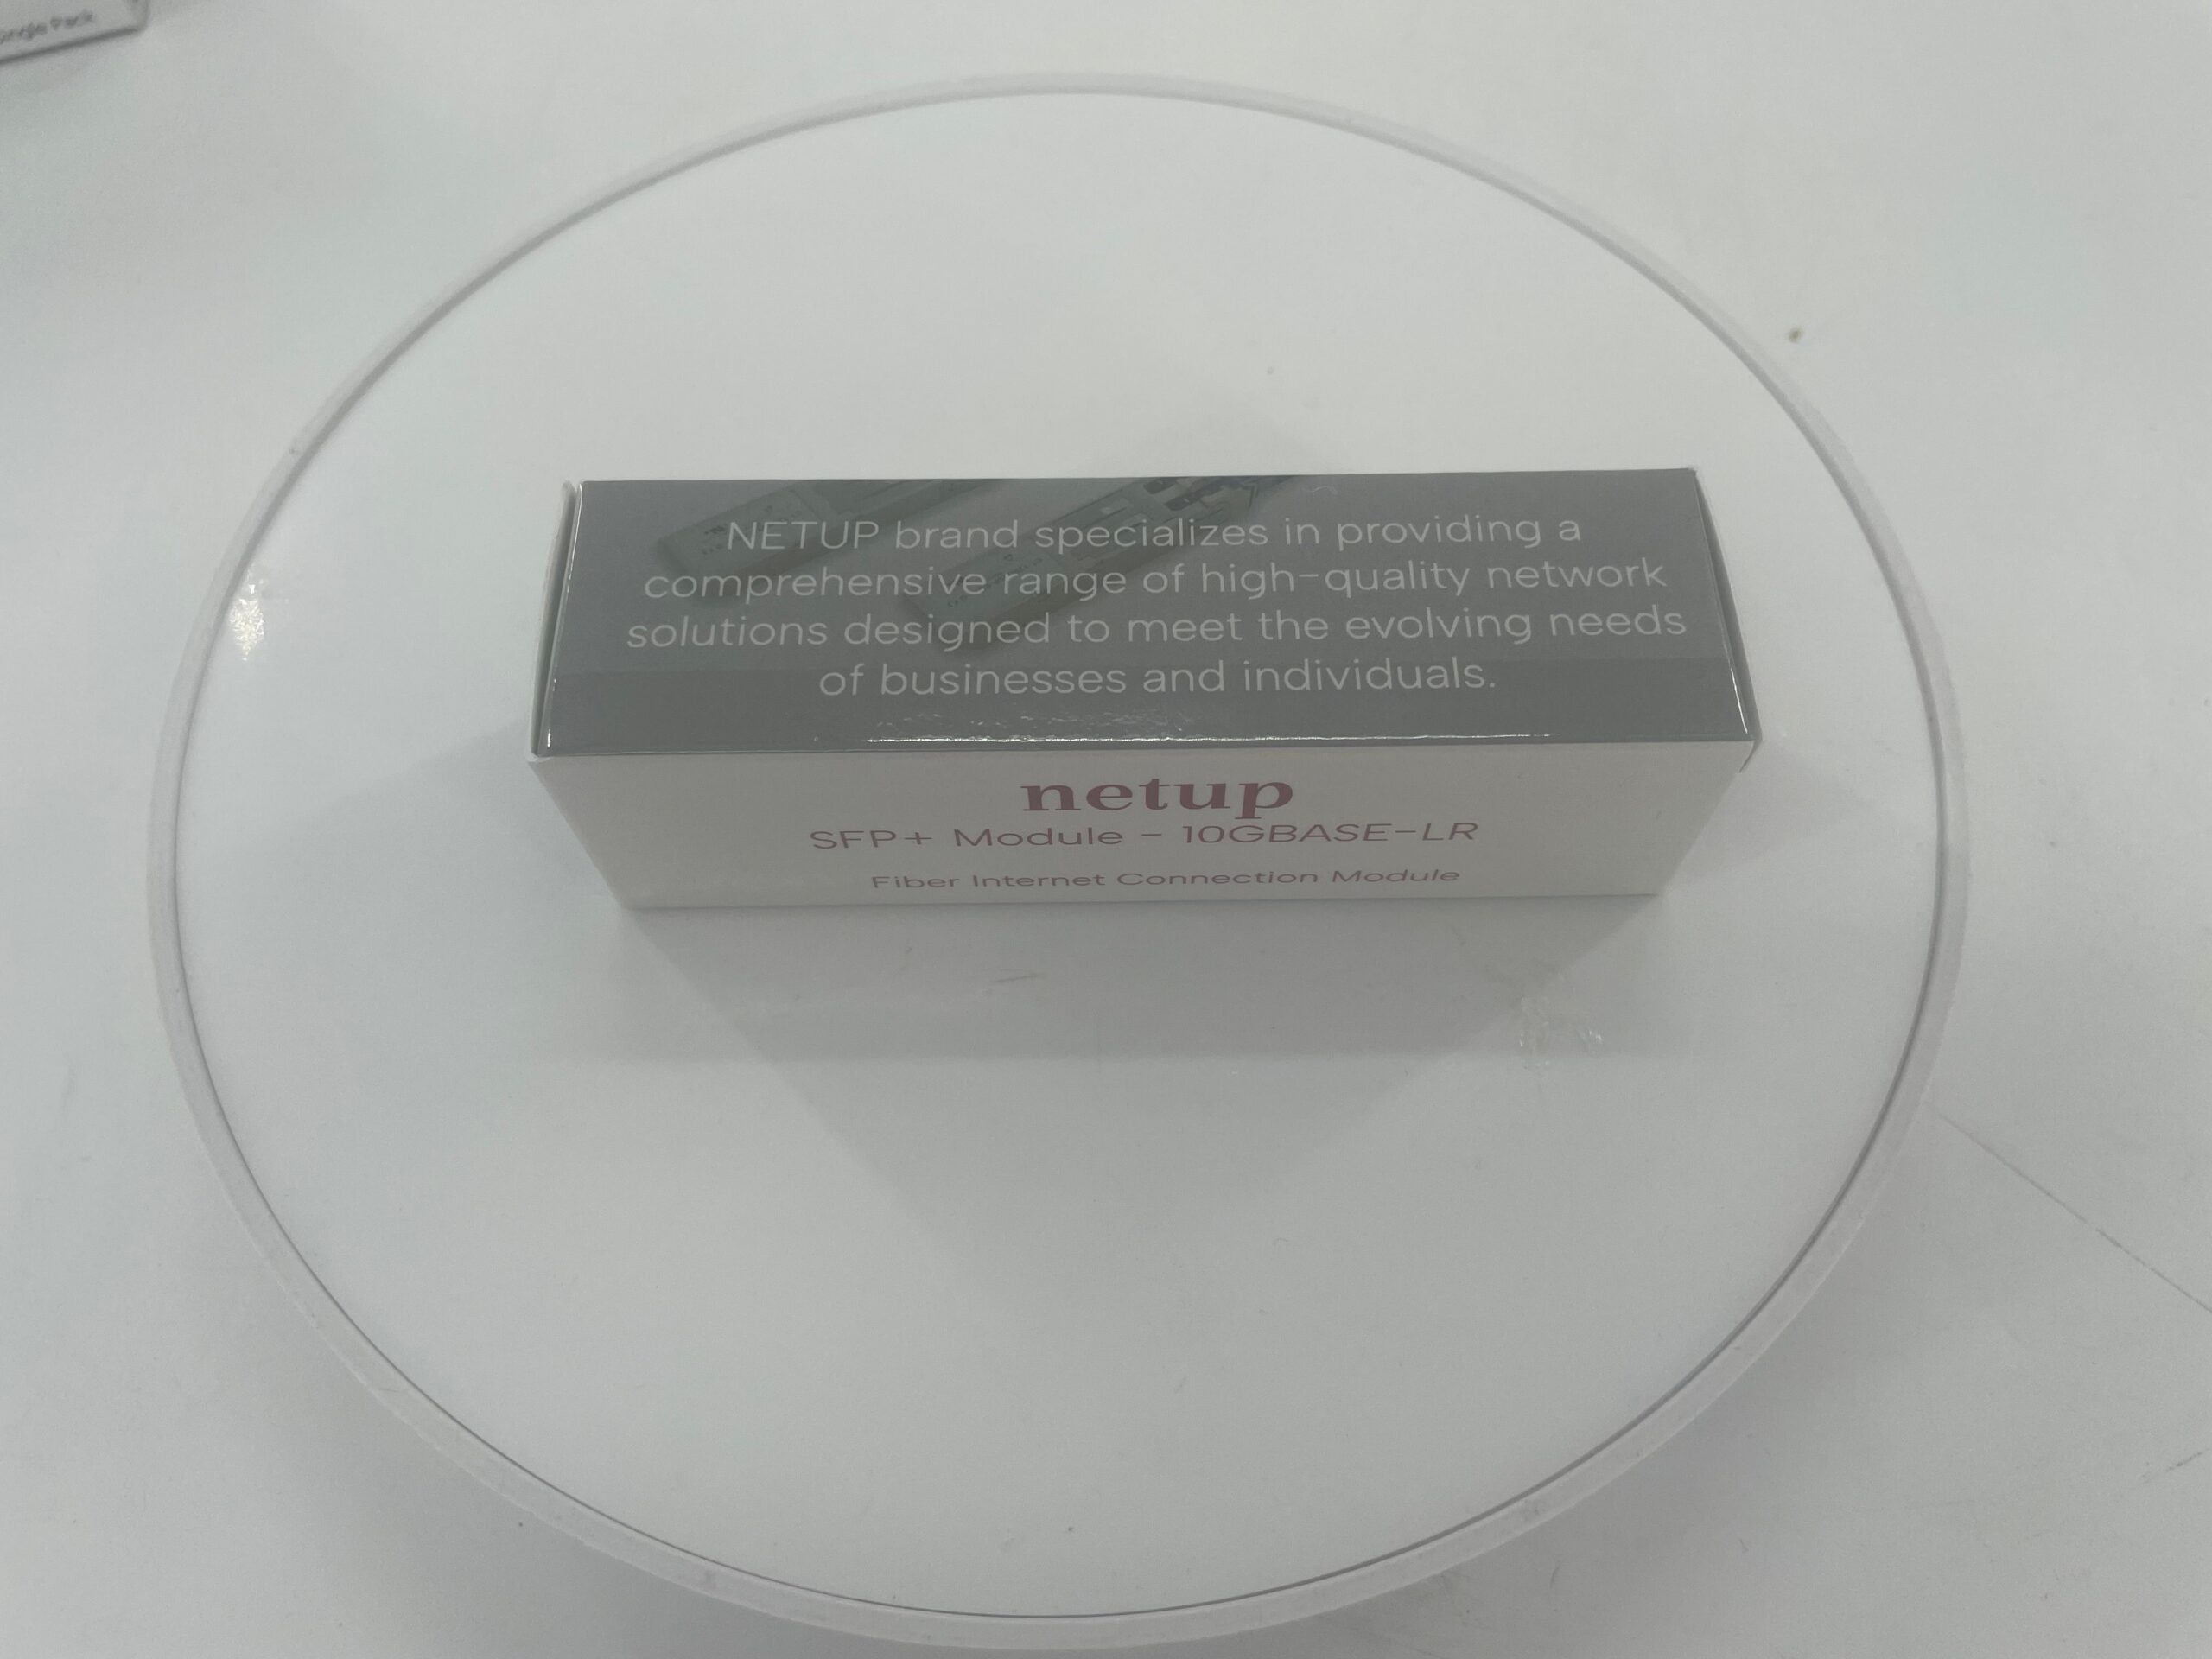 NETUP brand specializes in providing a
comprehensive range of high-quality network
solutions designed to meet the evolving needs
of businesses and individuals.
netup
SFP+ Module - 10GBASE-LR
Fiber Internet Connection Module